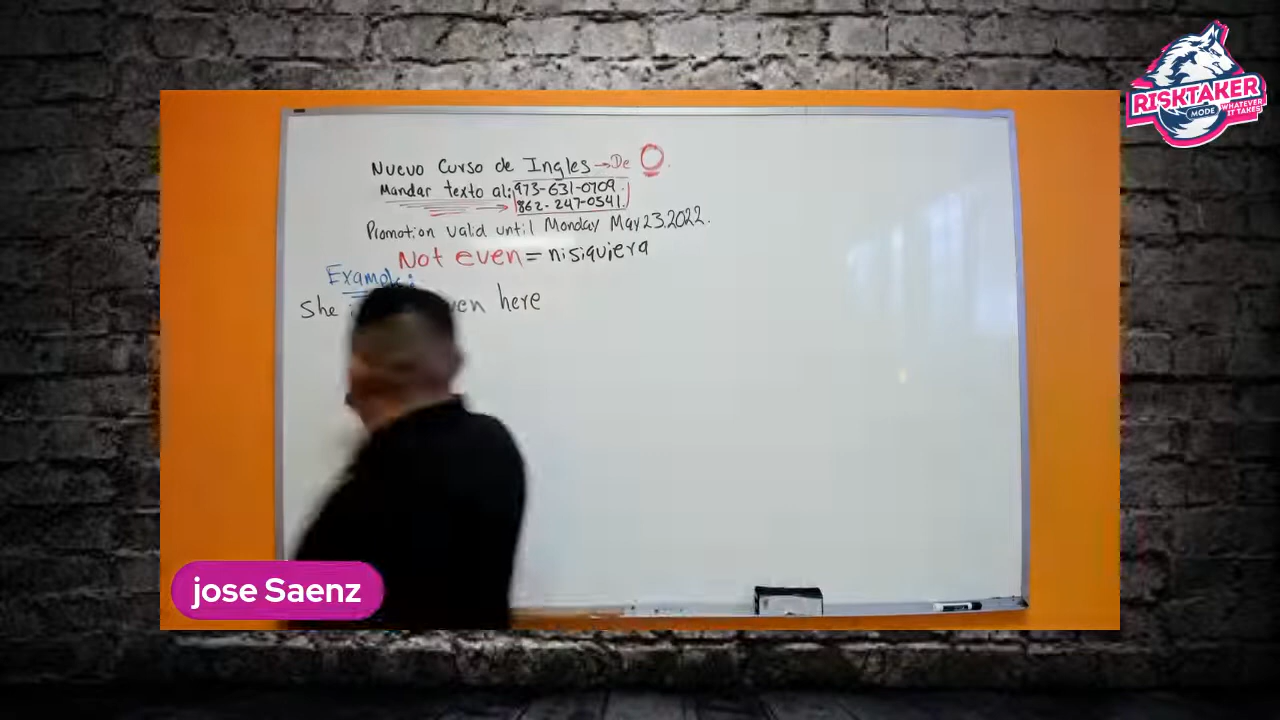 Nuevo Curso de Ingles → De 0.
Mandar texto al: 973-631-0709.
862-247-0541.
Promotion valid until Monday May 23.2022.
Not even = nisiquiera
Example:
She even here
jose Saenz
RISKTAKER
MODE
WHATEVER
IT TAKES!